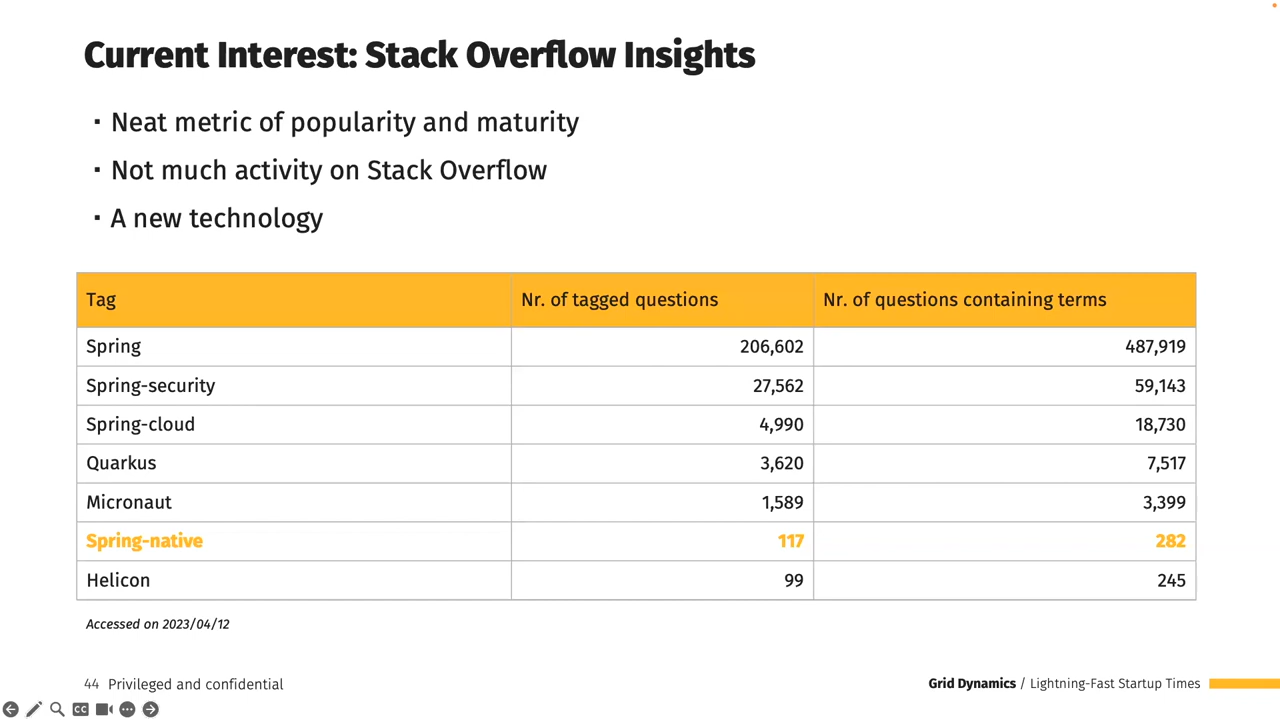 Current Interest: Stack Overflow Insights
▪ Neat metric of popularity and maturity
▪ Not much activity on Stack Overflow
▪ A new technology
Tag Nr. of tagged questions Nr. of questions containing terms
Spring 206,602 487,919
Spring-security 27,562 59,143
Spring-cloud 4,990 18,730
Quarkus 3,620 7,517
Micronaut 1,589 3,399
Spring-native 117 282
Helicon 99 245
Accessed on 2023/04/12
44 Privileged and confidential
Grid Dynamics / Lightning-Fast Startup Times
CC